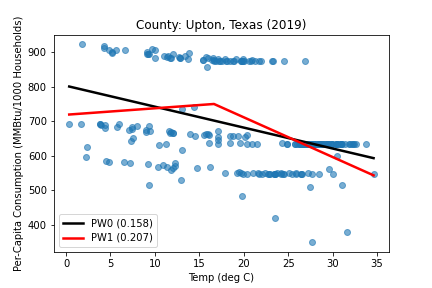 County: Upton, Texas (2019)
Per-Capita Consumption (MMBtu/1000 Households)
900
800
700
600
500
400
PW0 (0.158)
PW1 (0.207)
0 5 10 15 20 25 30 35
Temp (deg C)